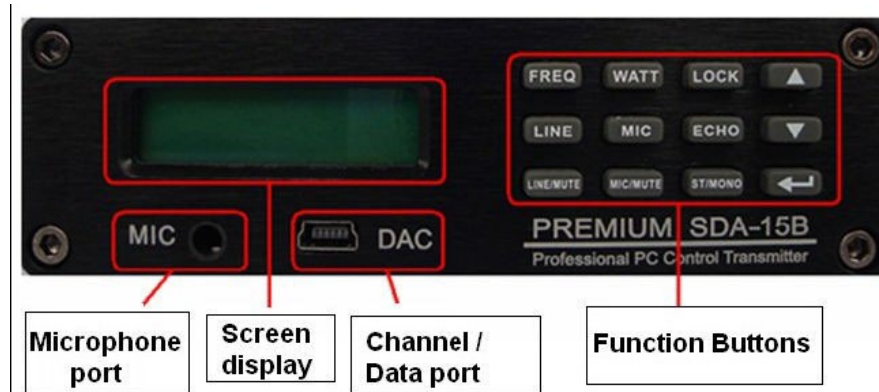 FREQ WATT LOCK ▲
LINE MIC ECHO ▼
LINE/MUTE MIC/MUTE ST/MONO ↵
MIC
DAC
PREMIUM SDA-15B
Professional PC Control Transmitter
Microphone
port
Screen
display
Channel /
Data port
Function Buttons